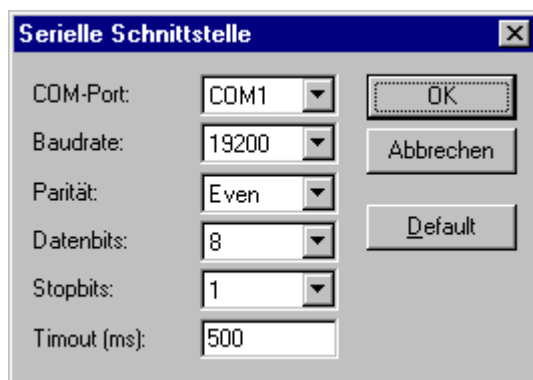 Serielle Schnittstelle
COM-Port: COM1 OK
Baudrate: 19200 Abbrechen
Parität: Even
Default
Datenbits: 8
Stopbits: 1
Timout (ms): 500